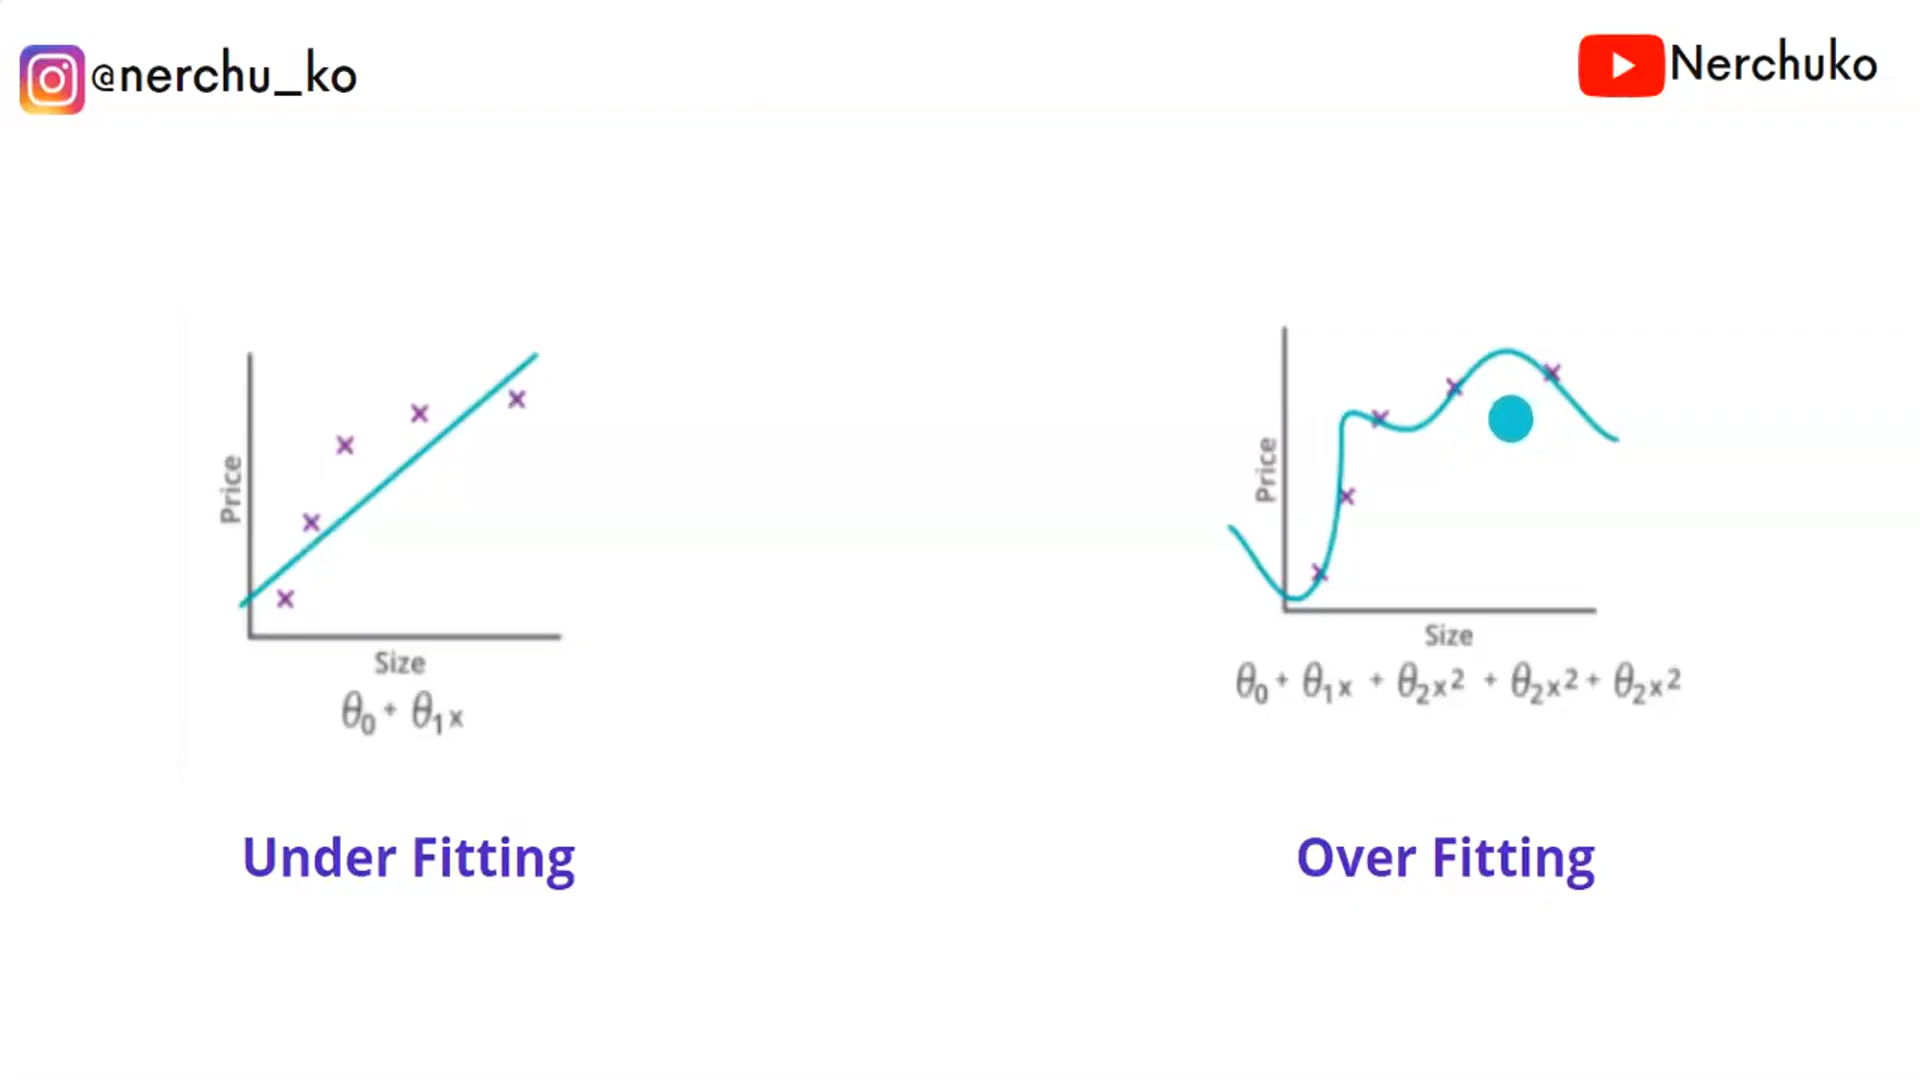 @nerchu_ko
Nerchuko
Price
Size
θ0 + θ1x
Under Fitting
Price
Size
θ0 + θ1x + θ2x2 + θ2x2 + θ2x2
Over Fitting